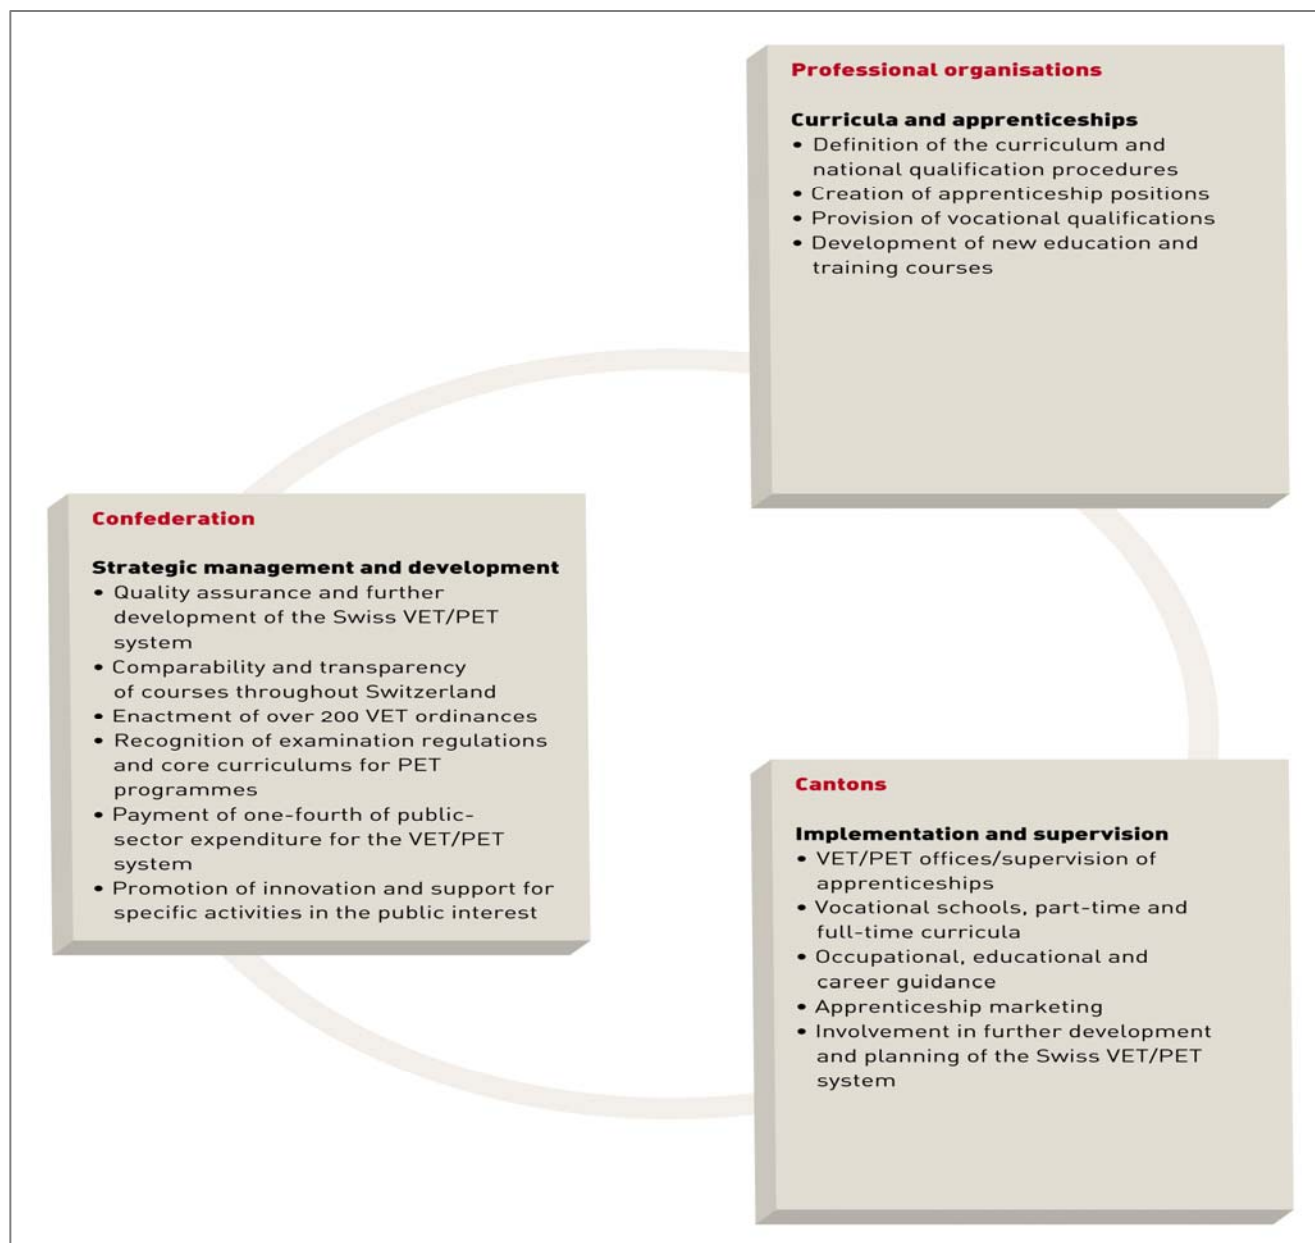 Professional organisations
Curricula and apprenticeships
• Definition of the curriculum and
national qualification procedures
• Creation of apprenticeship positions
• Provision of vocational qualifications
• Development of new education and
training courses
Confederation
Strategic management and development
• Quality assurance and further
development of the Swiss VET/PET
system
• Comparability and transparency
of courses throughout Switzerland
• Enactment of over 200 VET ordinances
• Recognition of examination regulations
and core curriculums for PET
programmes
• Payment of one-fourth of public-
sector expenditure for the VET/PET
system
• Promotion of innovation and support for
specific activities in the public interest
Cantons
Implementation and supervision
• VET/PET offices/supervision of
apprenticeships
• Vocational schools, part-time and
full-time curricula
• Occupational, educational and
career guidance
• Apprenticeship marketing
• Involvement in further development
and planning of the Swiss VET/PET
system